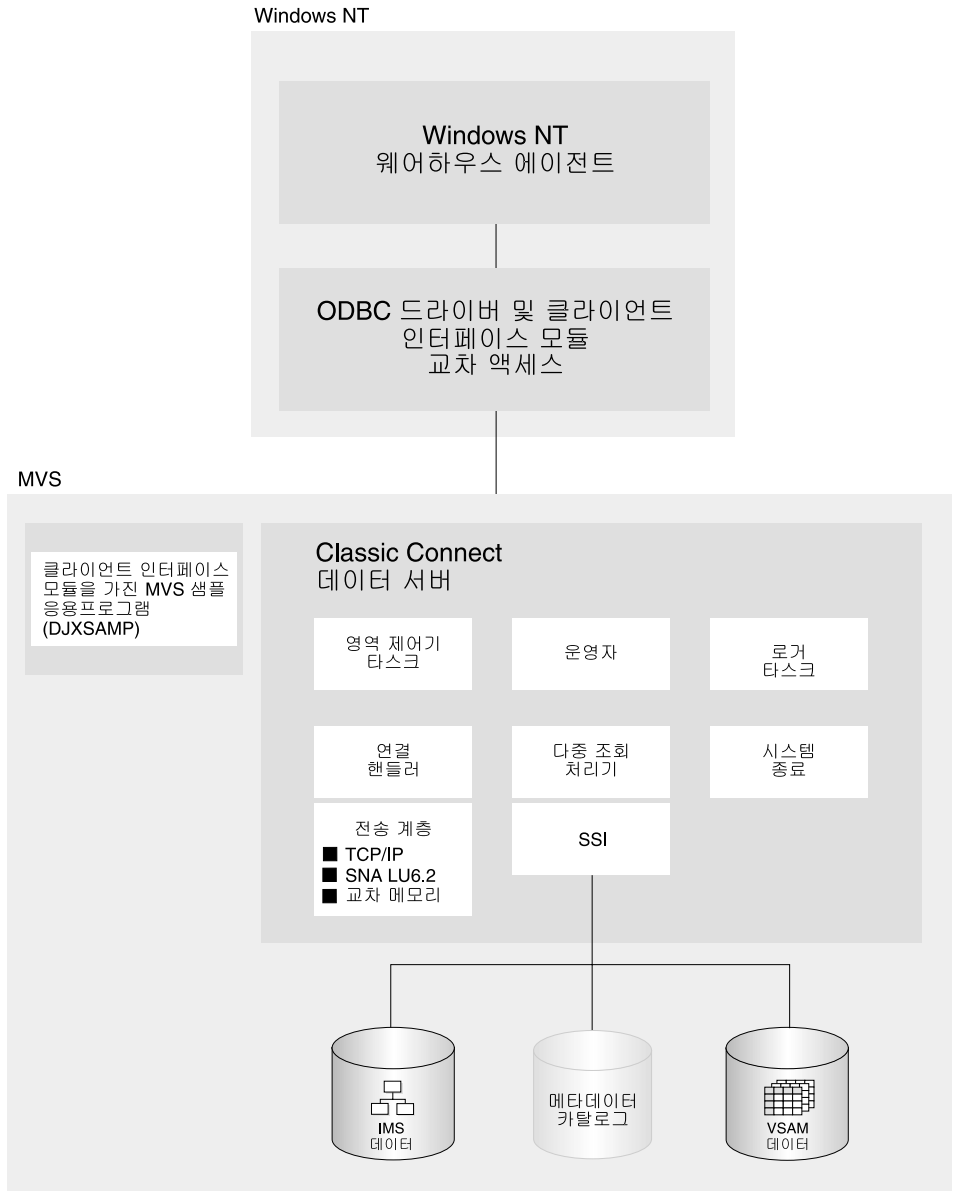 Windows NT
Windows NT
웨어하우스 에이전트
ODBC 드라이버 및 클라이언트
인터페이스 모듈
교차 액세스
MVS
클라이언트 인터페이스
모듈을 가진 MVS 샘플
응용프로그램
(DJXSAMP)
Classic Connect
데이터 서버
영역 제어기
타스크
운영자
로거
타스크
연결
핸들러
다중 조회
처리기
시스템
종료
전송 계층
■ TCP/IP
■ SNA LU6.2
■ 교차 메모리
SSI
IMS
데이터
메타데이터
카탈로그
VSAM
데이터